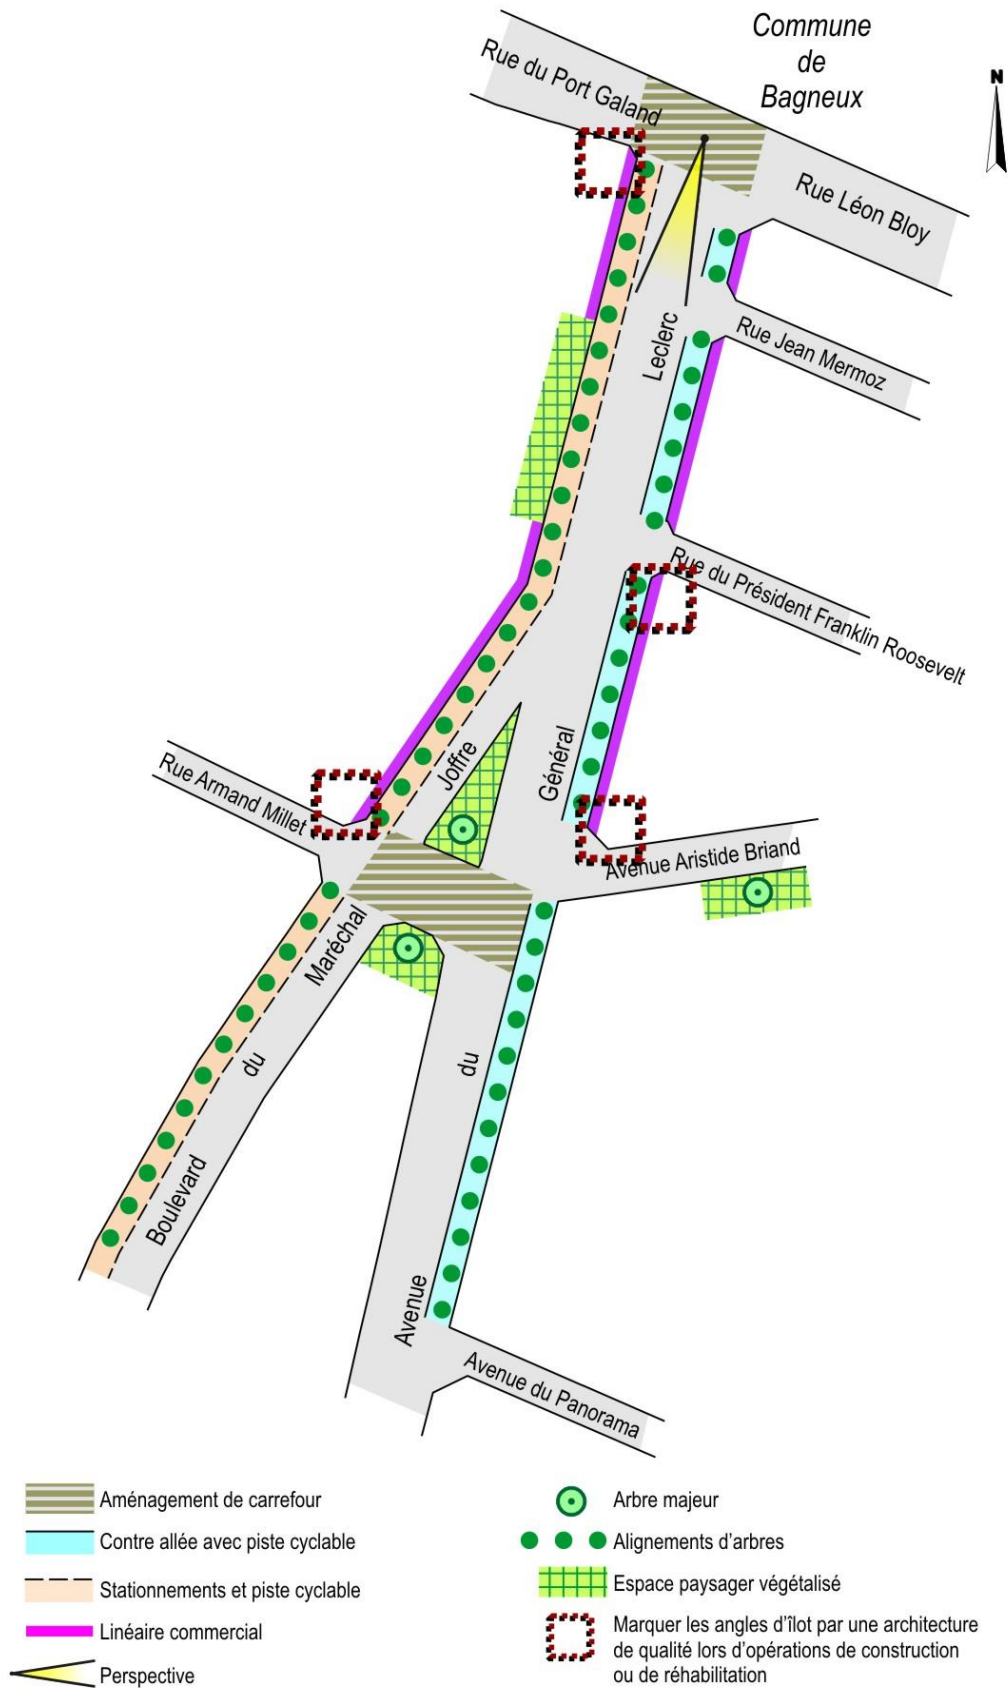 Commune
de
Bagneux
N
Rue du Port Galand
Rue Léon Bloy
Leclerc
Rue Jean Mermoz
Rue du Président Franklin Roosevelt
Général
Joffre
Rue Armand Millet
Avenue Aristide Briand
Maréchal
du
du
Boulevard
Avenue
Avenue du Panorama
Aménagement de carrefour
Contre allée avec piste cyclable
Stationnements et piste cyclable
Linéaire commercial
Perspective
Arbre majeur
Alignements d'arbres
Espace paysager végétalisé
Marquer les angles d'îlot par une architecture
de qualité lors d'opérations de construction
ou de réhabilitation